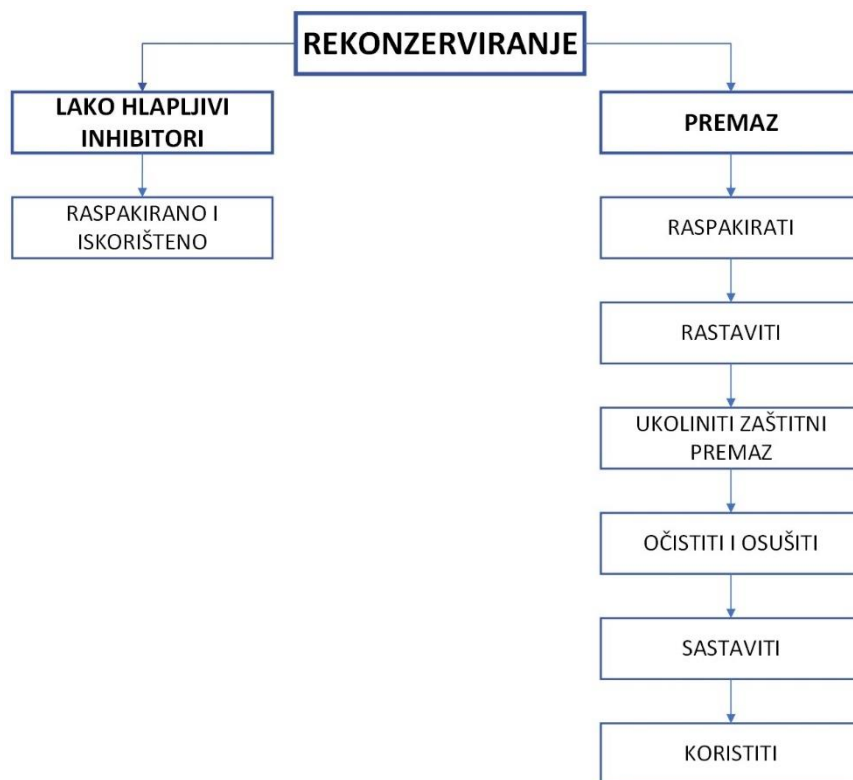 REKONZERVIRANJE
LAKO HLAPLJIVI
INHIBITORI
RASPAKIRANO I
ISKORIŠTENO
PREMAZ
RASPAKIRATI
RASTAVITI
UKOLINITI ZAŠTITNI
PREMAZ
OČISTITI I OSUŠITI
SASTAVITI
KORISTITI